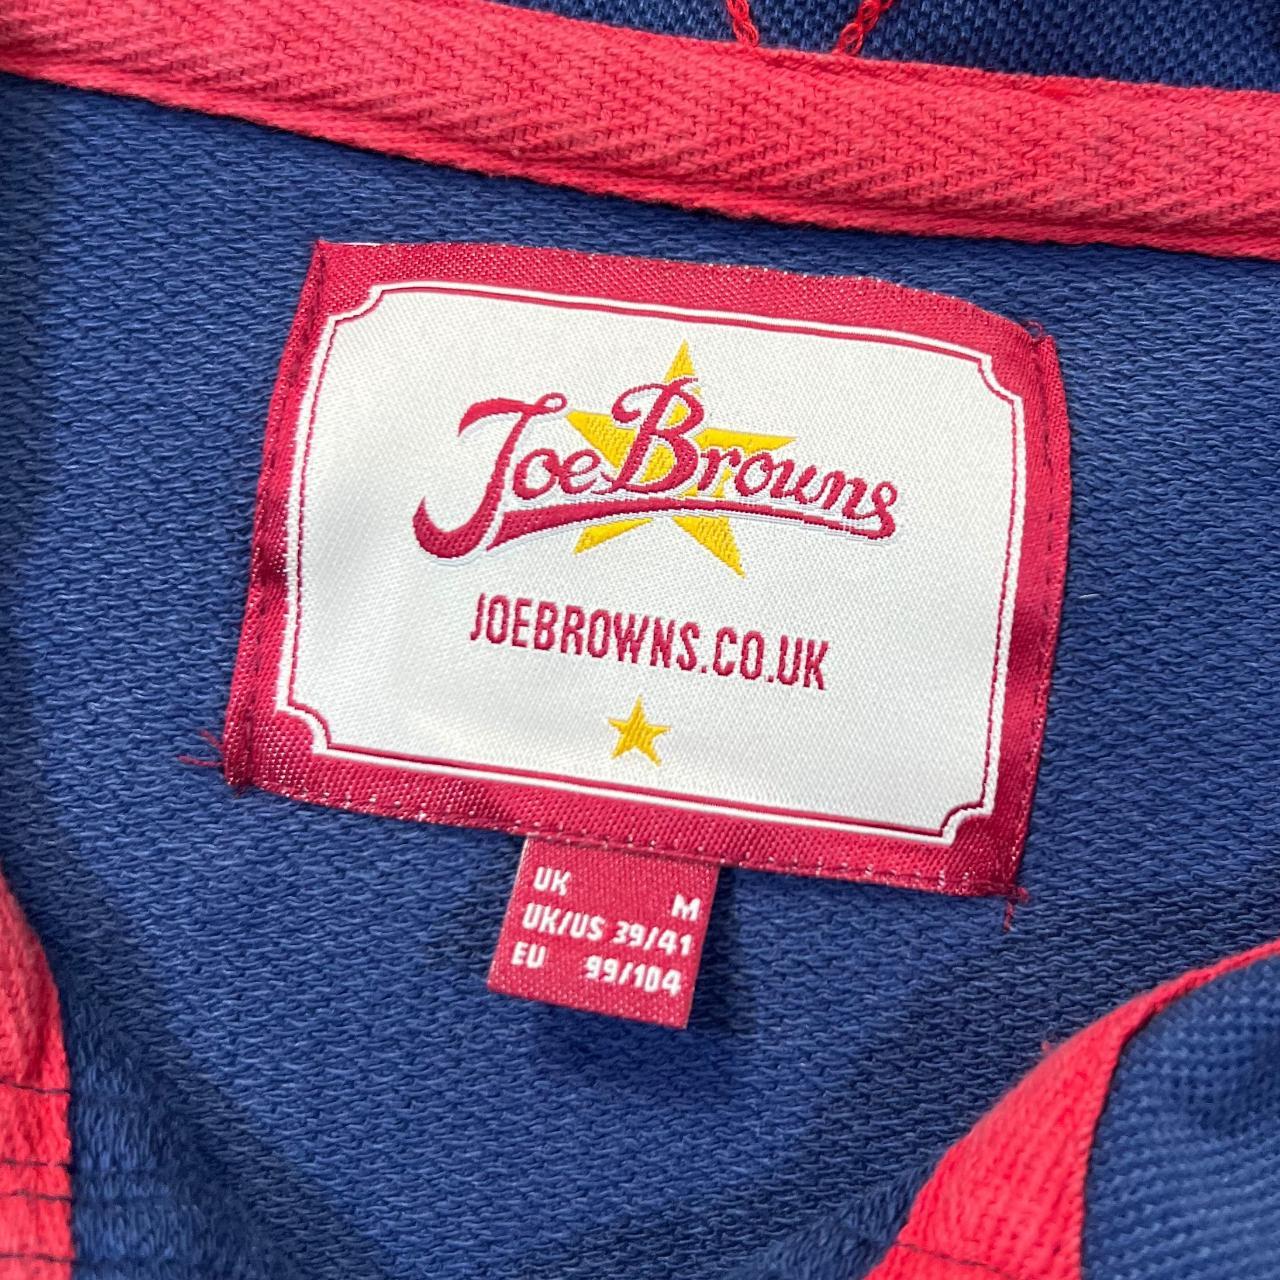 Joe Browns
JOEBROWNS.CO.UK
UK M
UK/US 39/41
EU 99/104